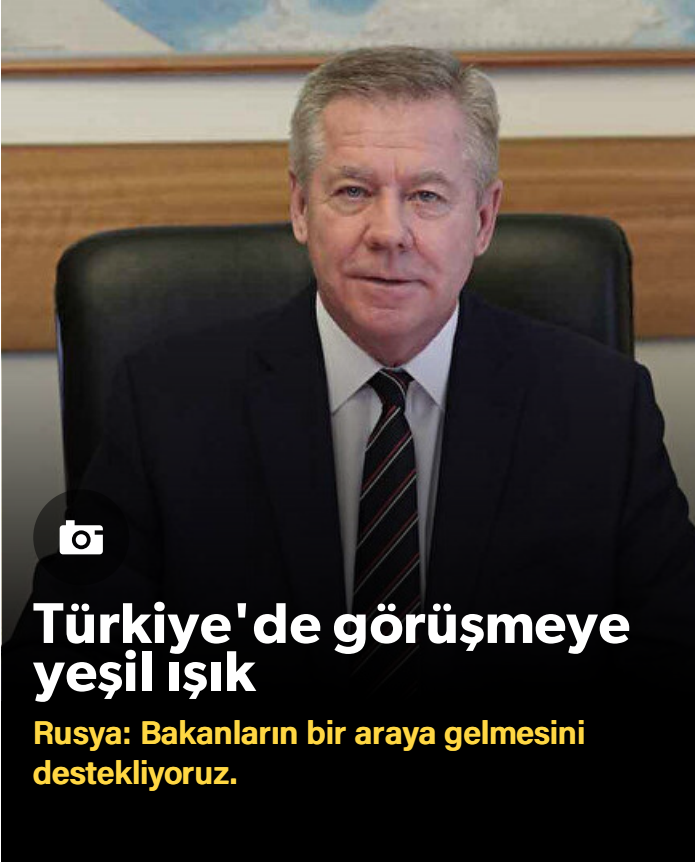 Türkiye'de görüşmeye
yeşil ışık
Rusya: Bakanların bir araya gelmesini
destekliyoruz.